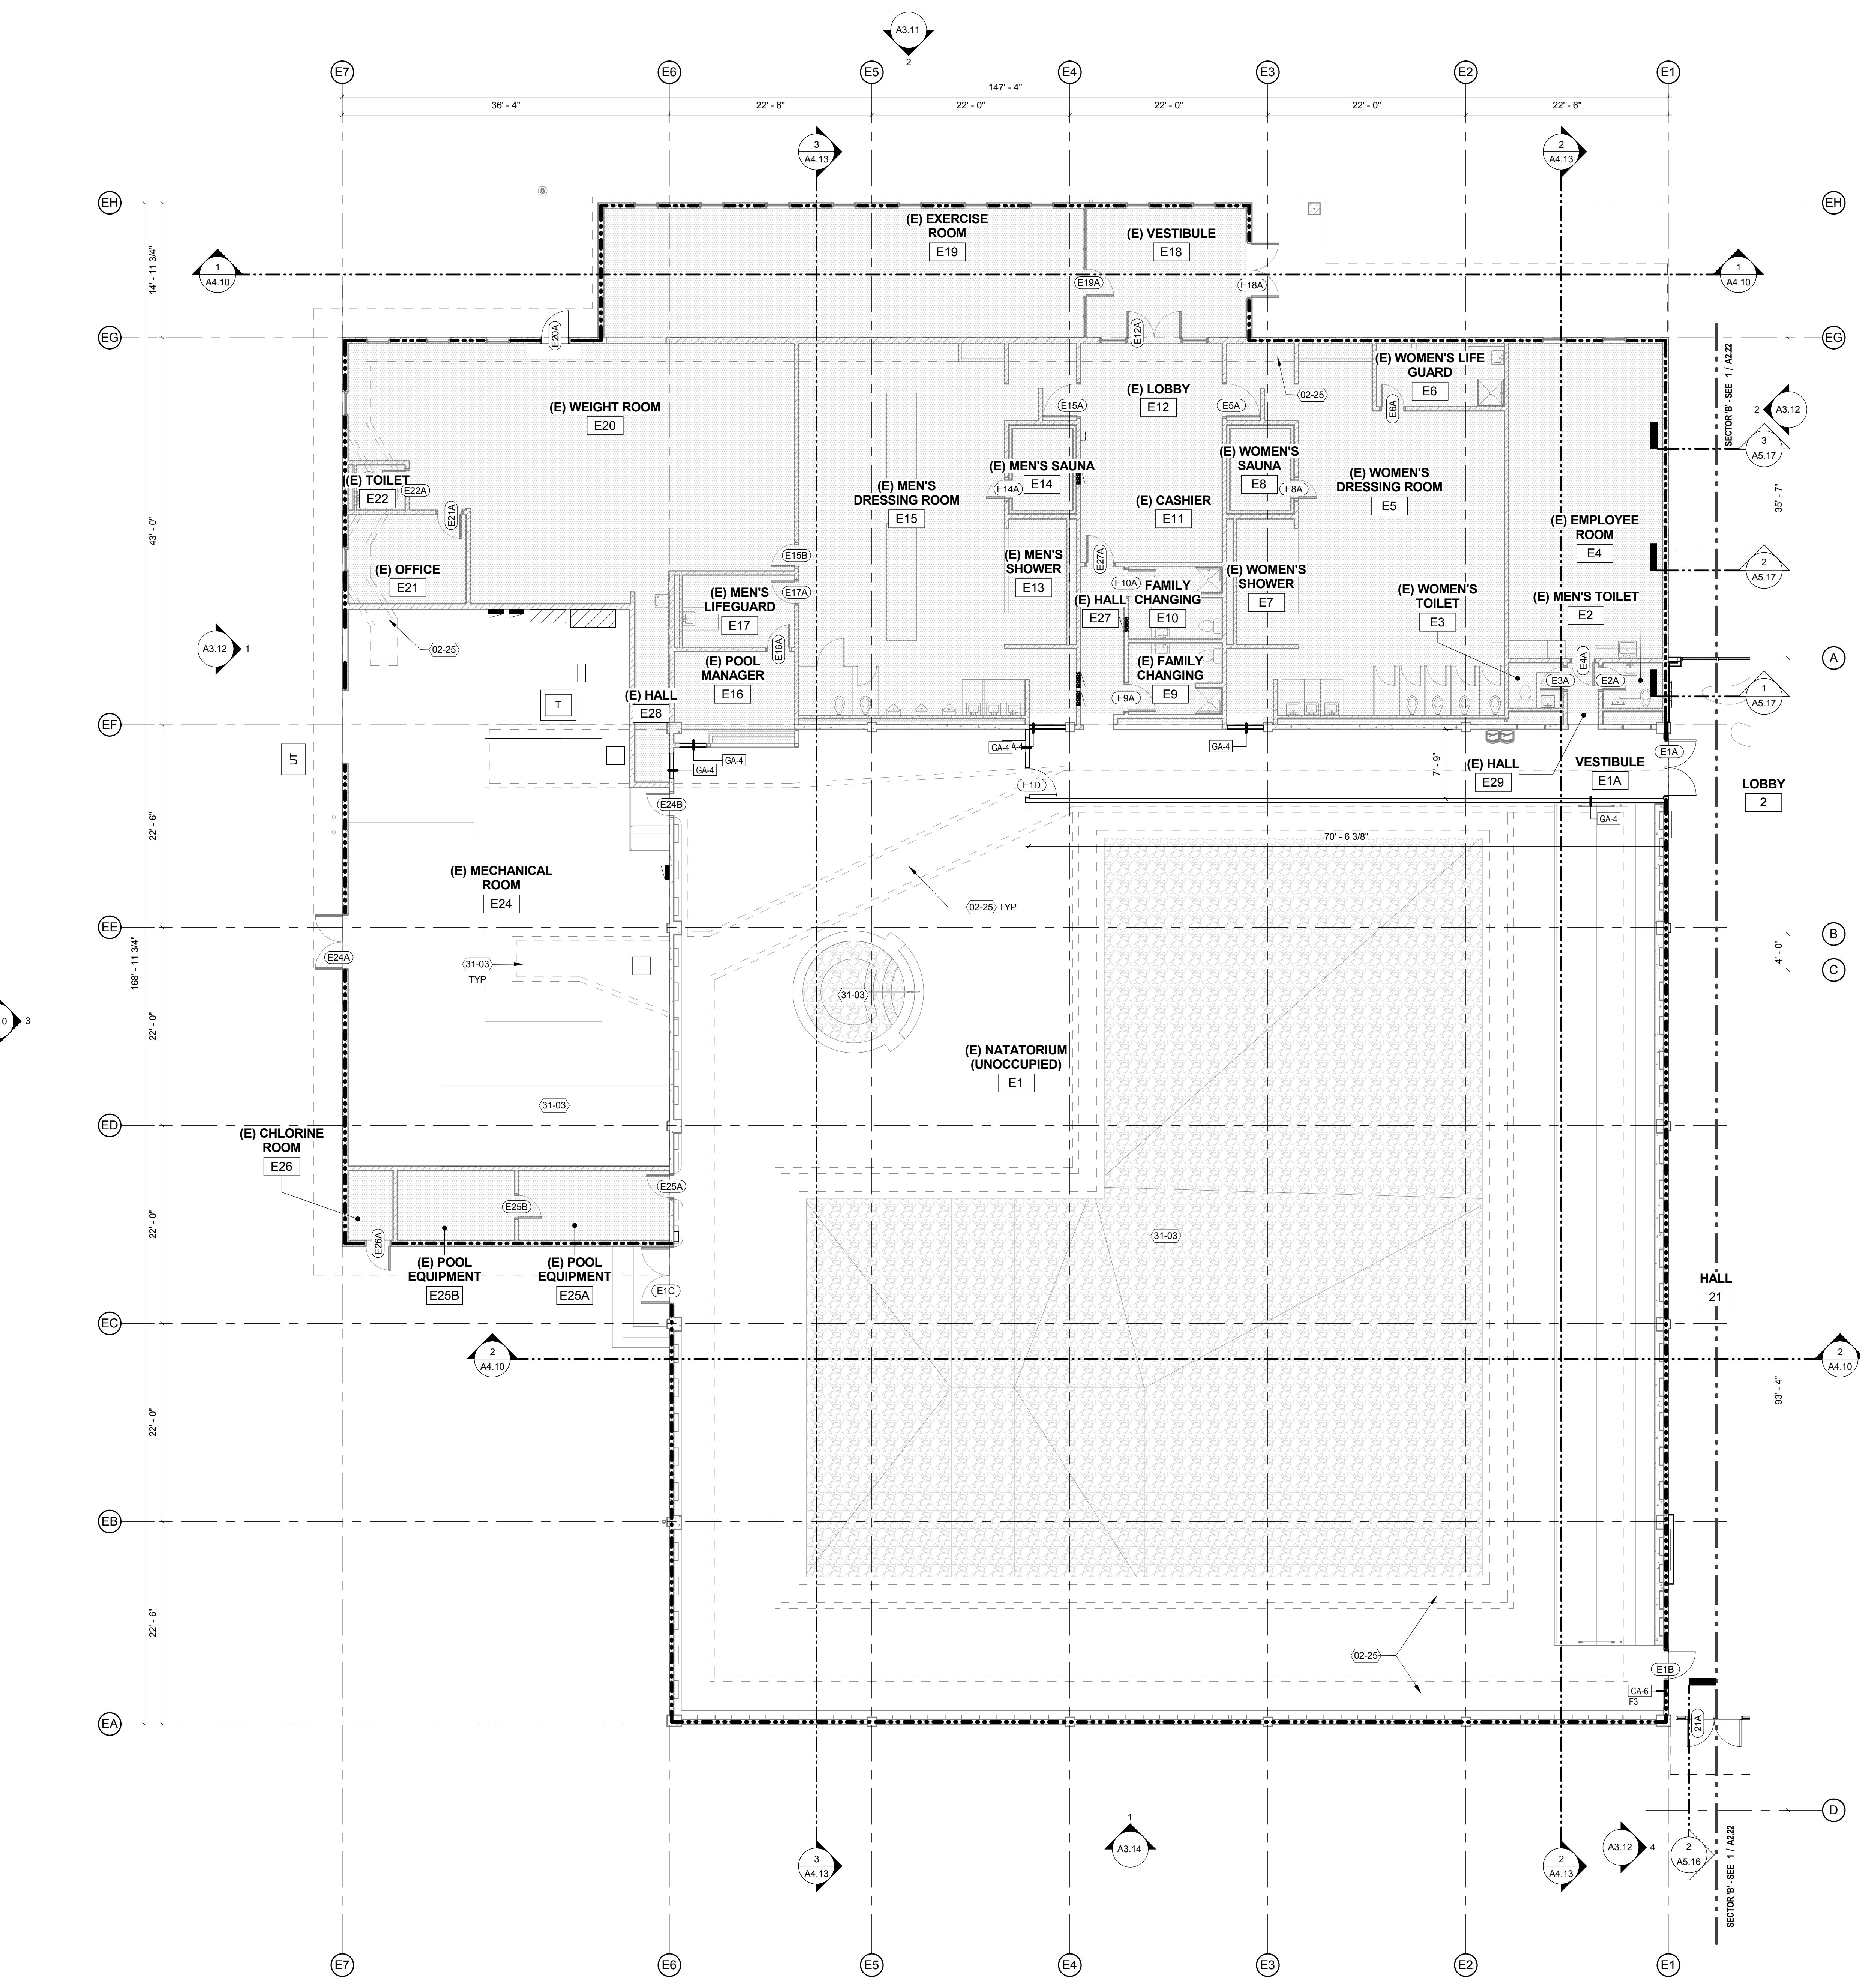 A3.11
2
E7
E6
E5
E4
E3
E2
E1
147' - 4"
36' - 4"
22' - 6"
22' - 0"
22' - 0"
22' - 0"
22' - 6"
3
A4.13
2
A4.13
EH
EH
(E) EXERCISE
ROOM
E19
(E) VESTIBULE
E18
14' - 11 3/4"
1
A4.10
1
A4.10
E19A
E18A
E20A
E12A
EG
EG
SECTOR 'B' - SEE 1 / A2.22
(E) WOMEN'S LIFE
GUARD
E6
E6A
02-25
(E) LOBBY
E12
E15A
E5A
(E) WEIGHT ROOM
E20
2
A3.12
3
A5.17
(E) MEN'S SAUNA
E14
E14A
(E) WOMEN'S
SAUNA
E8
E8A
(E) TOILET
E22
E22A
E21A
(E) MEN'S
DRESSING ROOM
E15
(E) CASHIER
E11
(E) WOMEN'S
DRESSING ROOM
E5
35' - 7"
43' - 0"
(E) EMPLOYEE
ROOM
E4
E15B
E17A
E27A
E10A
(E) OFFICE
E21
(E) MEN'S
LIFEGUARD
E17
(E) MEN'S
SHOWER
E13
(E) HALL
E27
FAMILY
CHANGING
E10
(E) WOMEN'S
SHOWER
E7
(E) WOMEN'S
TOILET
E3
(E) MEN'S TOILET
E2
2
A5.17
A3.12
1
02-25
E16A
(E) POOL
MANAGER
E16
(E) FAMILY
CHANGING
E9
E9A
E4A
E3A
E2A
A
1
A5.17
(E) HALL
E28
T
EF
UT
GA-4
GA-4
GA-4
GA-4
7' - 9"
(E) HALL
E29
VESTIBULE
E1A
E1A
LOBBY
2
E1D
E24B
GA-4
22' - 6"
70' - 6 3/8"
(E) MECHANICAL
ROOM
E24
02-25 TYP
EE
B
168' - 11 3/4"
E24A
31-03
TYP
4' - 0"
C
31-03
10
3
22' - 0"
(E) NATATORIUM
(UNOCCUPIED)
E1
31-03
ED
(E) CHLORINE
ROOM
E26
E25A
E25B
22' - 0"
E26A
31-03
(E) POOL
EQUIPMENT
E25B
(E) POOL
EQUIPMENT
E25A
E1C
HALL
21
EC
2
A4.10
2
A4.10
93' - 4"
22' - 0"
EB
22' - 6"
02-25
E1B
CA-6
F3
EA
21A
D
1
A3.14
A3.12
4
2
A5.16
3
A4.13
2
A4.13
SECTOR 'B' - SEE 1 / A2.22
E7
E6
E5
E4
E3
E2
E1